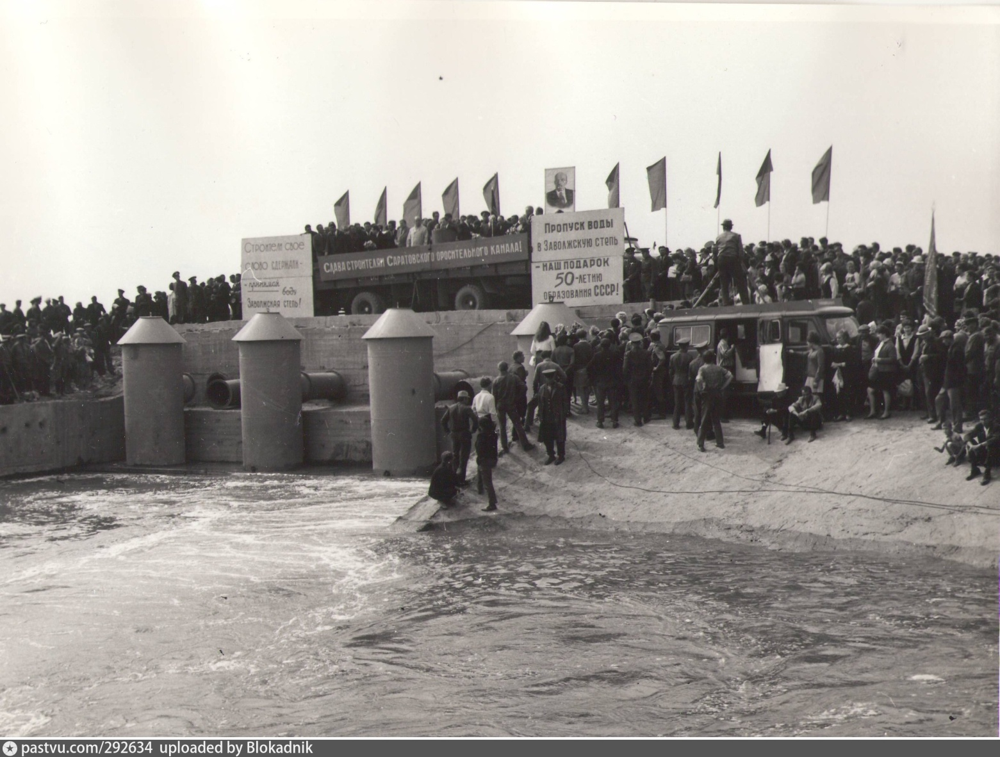 Строители свое
слово сдержали -
- принимай воду
Заволжская степь!
Слава строителям Саратовского оросительного канала!
Пропуск воды
в Заволжскую степь
- наш подарок
50-летию
образования СССР!
pastvu.com/292634 uploaded by Blokadnik